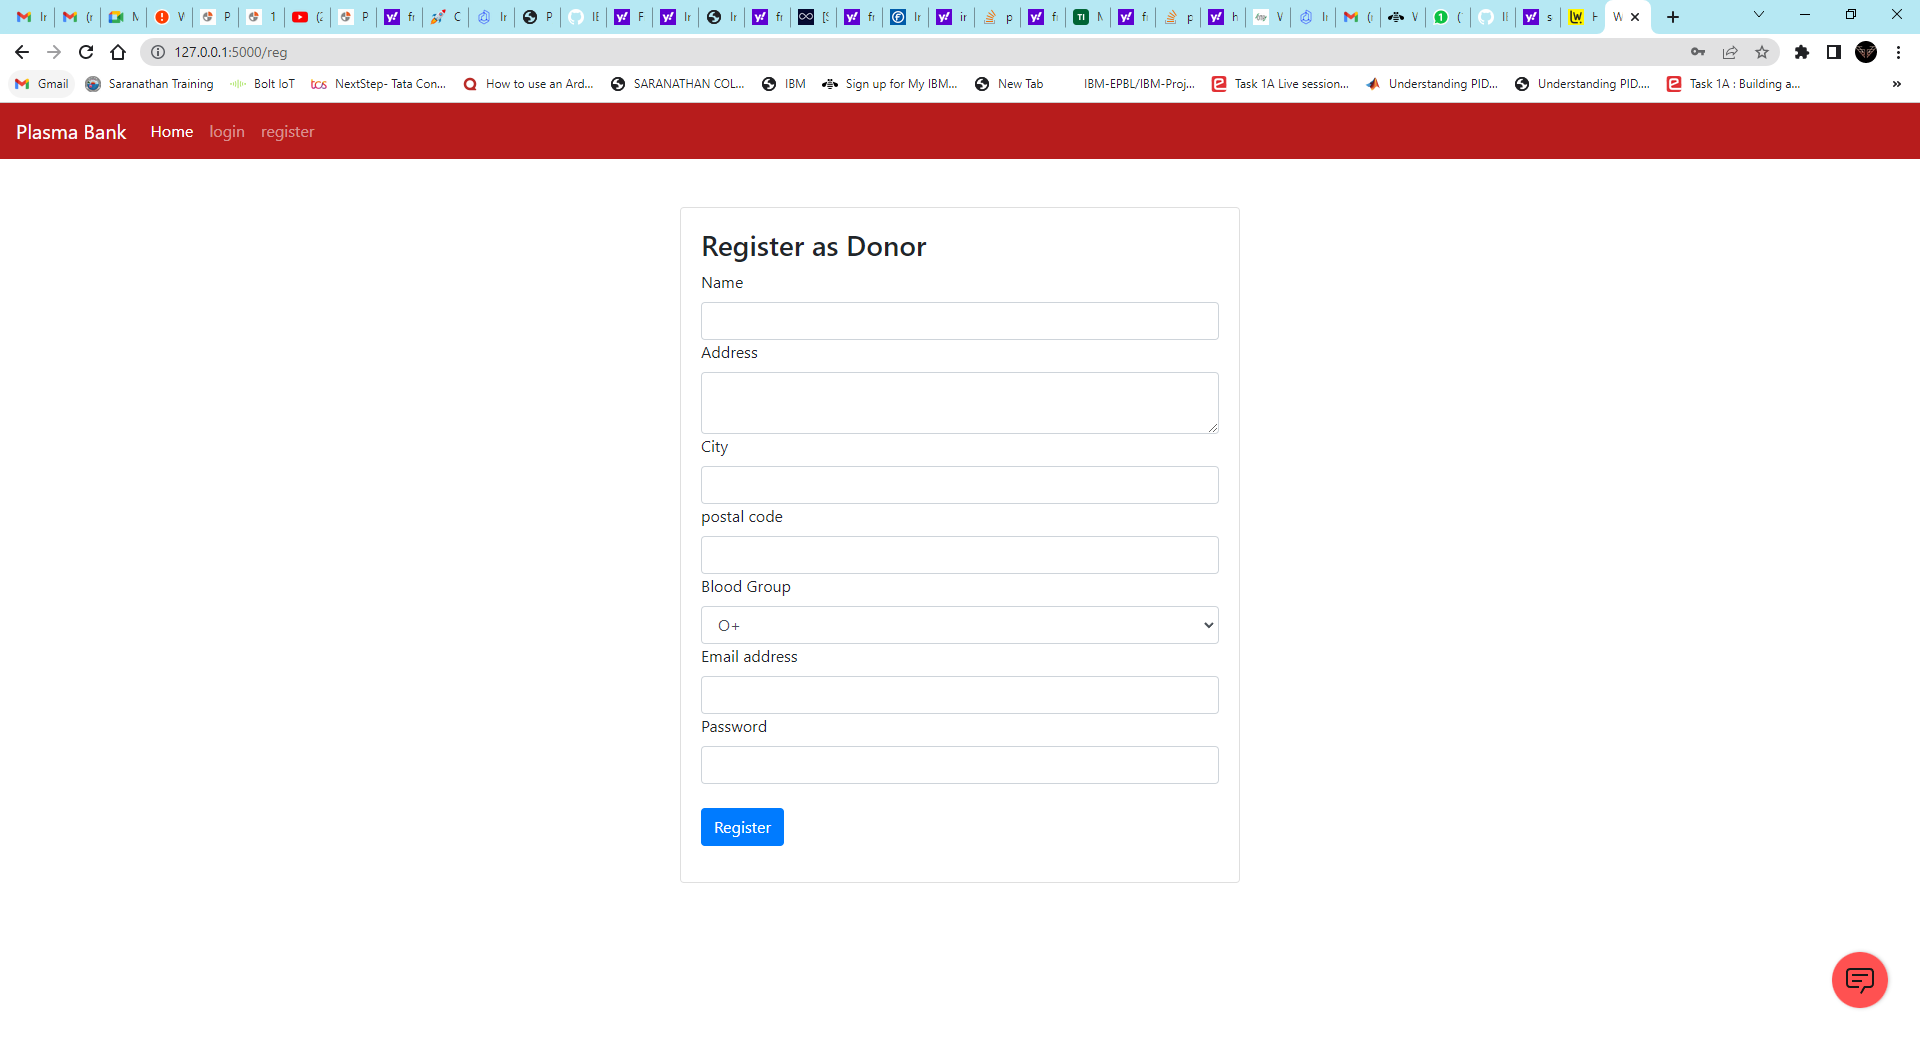 127.0.0.1:5000/reg
Gmail Saranathan Training Bolt IoT NextStep- Tata Con... How to use an Ard... SARANATHAN COL... IBM Sign up for My IBM... New Tab IBM-EPBL/IBM-Proj... Task 1A Live session... Understanding PID... Understanding PID.... Task 1A : Building a... »
Plasma Bank Home login register
Register as Donor
Name
Address
City
postal code
Blood Group
O+
Email address
Password
Register